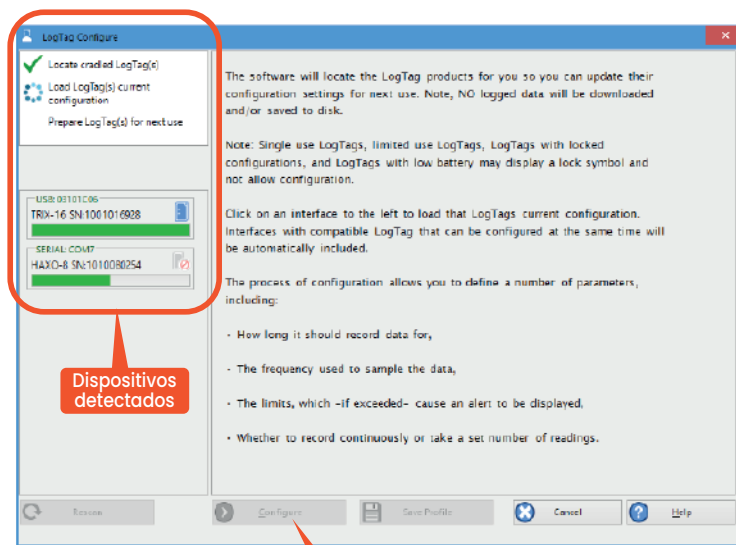 LogTag Configure
Locate cradled LogTag(s)
Load LogTag(s) current
configuration
Prepare LogTag(s) for next use
USB: 03101C06
TRIX-16 SN:1001016928
SERIAL: COM7
HAXO-8 SN:1010080254
Dispositivos
detectados
The software will locate the LogTag products for you so you can update their
configuration settings for next use. Note, NO logged data will be downloaded
and/or saved to disk.
Note: Single use LogTags, limited use LogTags, LogTags with locked
configurations, and LogTags with low battery may display a lock symbol and
not allow configuration.
Click on an interface to the left to load that LogTags current configuration.
Interfaces with compatible LogTag that can be configured at the same time will
be automatically included.
The process of configuration allows you to define a number of parameters,
including:
- How long it should record data for,
- The frequency used to sample the data,
- The limits, which -if exceeded- cause an alert to be displayed,
- Whether to record continuously or take a set number of readings.
Rescan
Configure
Save Profile
Cancel
Help